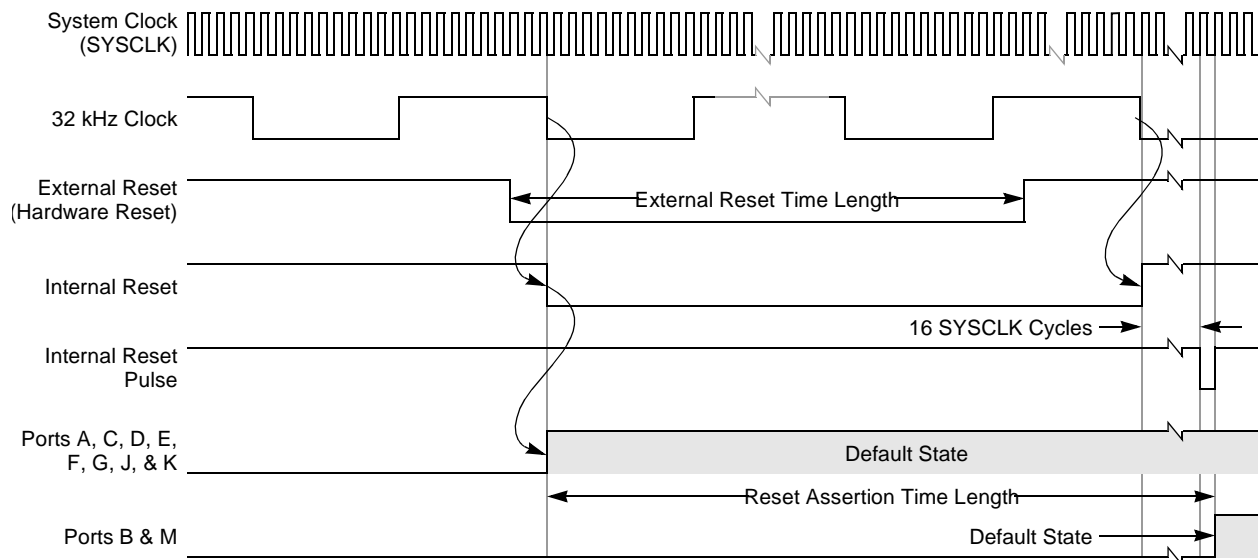 System Clock
(SYSCLK)
32 kHz Clock
External Reset
(Hardware Reset)
External Reset Time Length
Internal Reset
16 SYSCLK Cycles
Internal Reset
Pulse
Ports A, C, D, E,
F, G, J, & K
Default State
Reset Assertion Time Length
Ports B & M
Default State